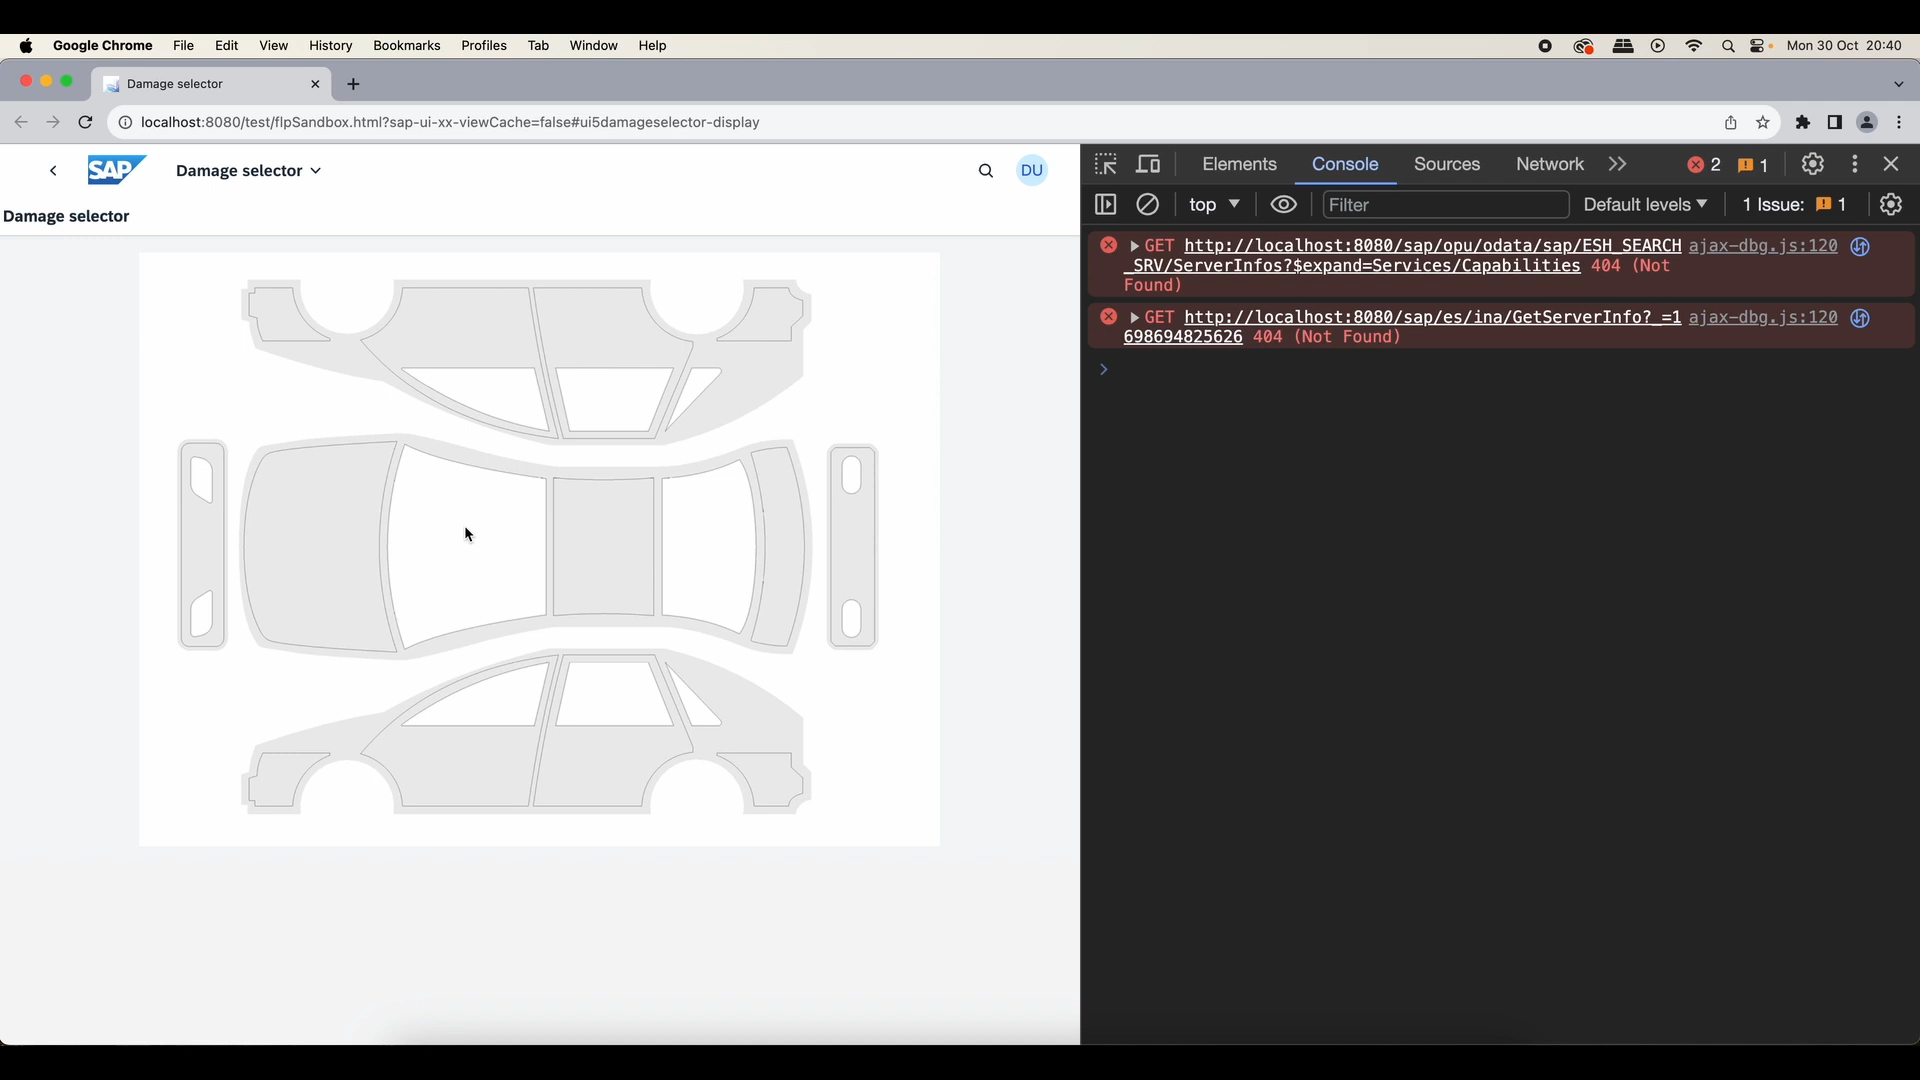 Google Chrome File Edit View History Bookmarks Profiles Tab Window Help Mon 30 Oct 20:40
Damage selector
localhost:8080/test/flpSandbox.html?sap-ui-xx-viewCache=false#ui5damageselector-display
SAP Damage selector DU
Damage selector
Elements Console Sources Network 2 1
top Filter Default levels 1 Issue: 1
GET http://localhost:8080/sap/opu/odata/sap/ESH_SEARCH ajax-dbg.js:120
_SRV/ServerInfos?$expand=Services/Capabilities 404 (Not
Found)
GET http://localhost:8080/sap/es/ina/GetServerInfo?_=1 ajax-dbg.js:120
698694825626 404 (Not Found)